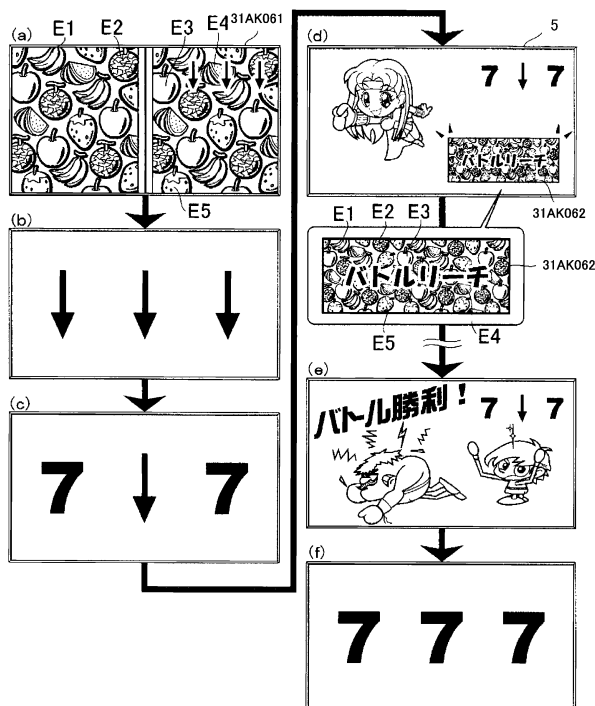 (a)
E1
E2
E3
E4
31AK061
E5
(b)
(c)
7
7
(d)
5
7
7
バトルリーチ
31AK062
E1
E2
E3
バトルリーチ
31AK062
E5
E4
(e)
バトル勝利!
7
7
(f)
7 7 7